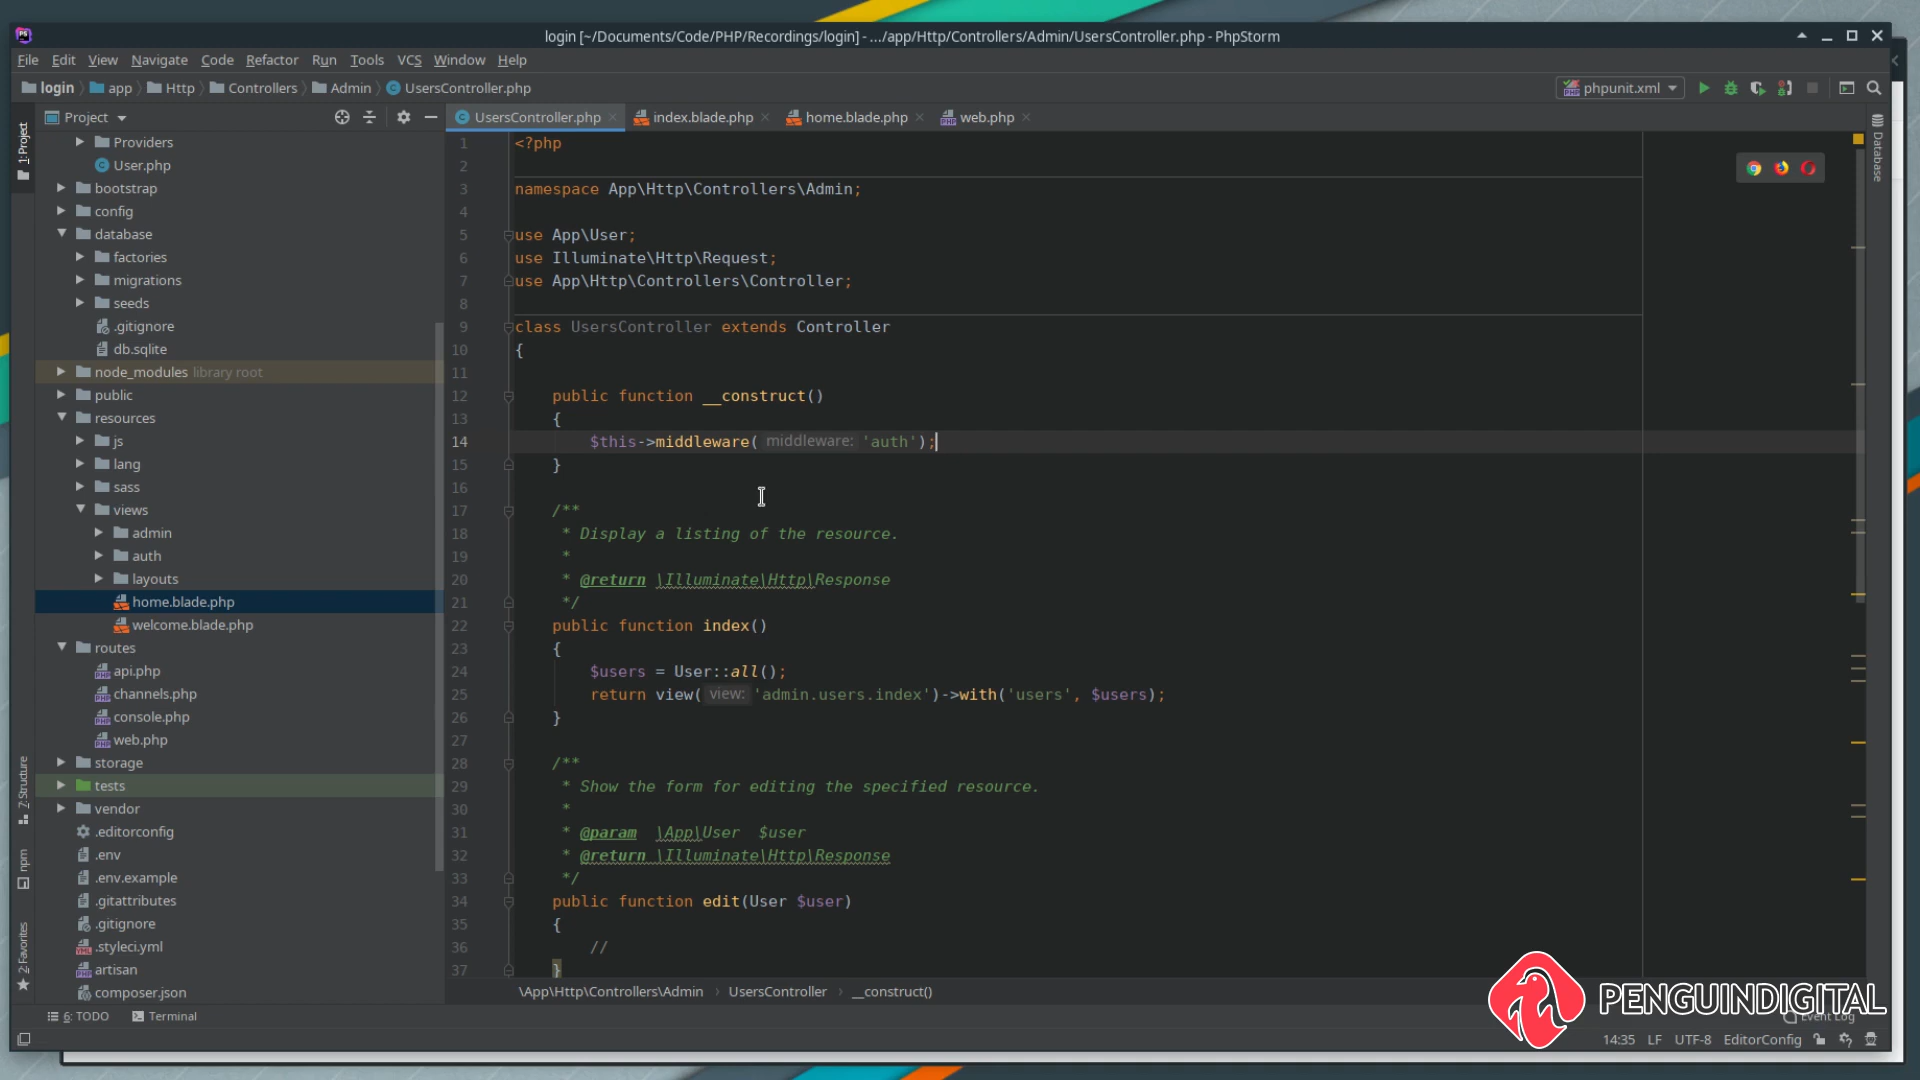 login [~/Documents/Code/PHP/Recordings/login] - .../app/Http/Controllers/Admin/UsersController.php - PhpStorm
File Edit View Navigate Code Refactor Run Tools VCS Window Help
login app Http Controllers Admin UsersController.php
phpunit.xml
Project
UsersController.php index.blade.php home.blade.php web.php
1: Project
Z: Structure
npm
2: Favorites
Database
Providers
User.php
bootstrap
config
database
factories
migrations
seeds
.gitignore
db.sqlite
node_modules library root
public
resources
js
lang
sass
views
admin
auth
layouts
home.blade.php
welcome.blade.php
routes
api.php
channels.php
console.php
web.php
storage
tests
vendor
.editorconfig
.env
.env.example
.gitattributes
.gitignore
.styleci.yml
artisan
composer.json
1 <?php
2
3 namespace App\Http\Controllers\Admin;
4
5 use App\User;
6 use Illuminate\Http\Request;
7 use App\Http\Controllers\Controller;
8
9 class UsersController extends Controller
10 {
11
12 public function __construct()
13 {
14 $this->middleware( middleware: 'auth');
15 }
16
17 /**
18 * Display a listing of the resource.
19 *
20 * @return \Illuminate\Http\Response
21 */
22 public function index()
23 {
24 $users = User::all();
25 return view( view: 'admin.users.index')->with('users', $users);
26 }
27
28 /**
29 * Show the form for editing the specified resource.
30 *
31 * @param \App\User $user
32 * @return \Illuminate\Http\Response
33 */
34 public function edit(User $user)
35 {
36 //
37 }
\App\Http\Controllers\Admin UsersController __construct()
PENGUINDIGITAL
6: TODO Terminal Event Log
14:35 LF UTF-8 EditorConfig